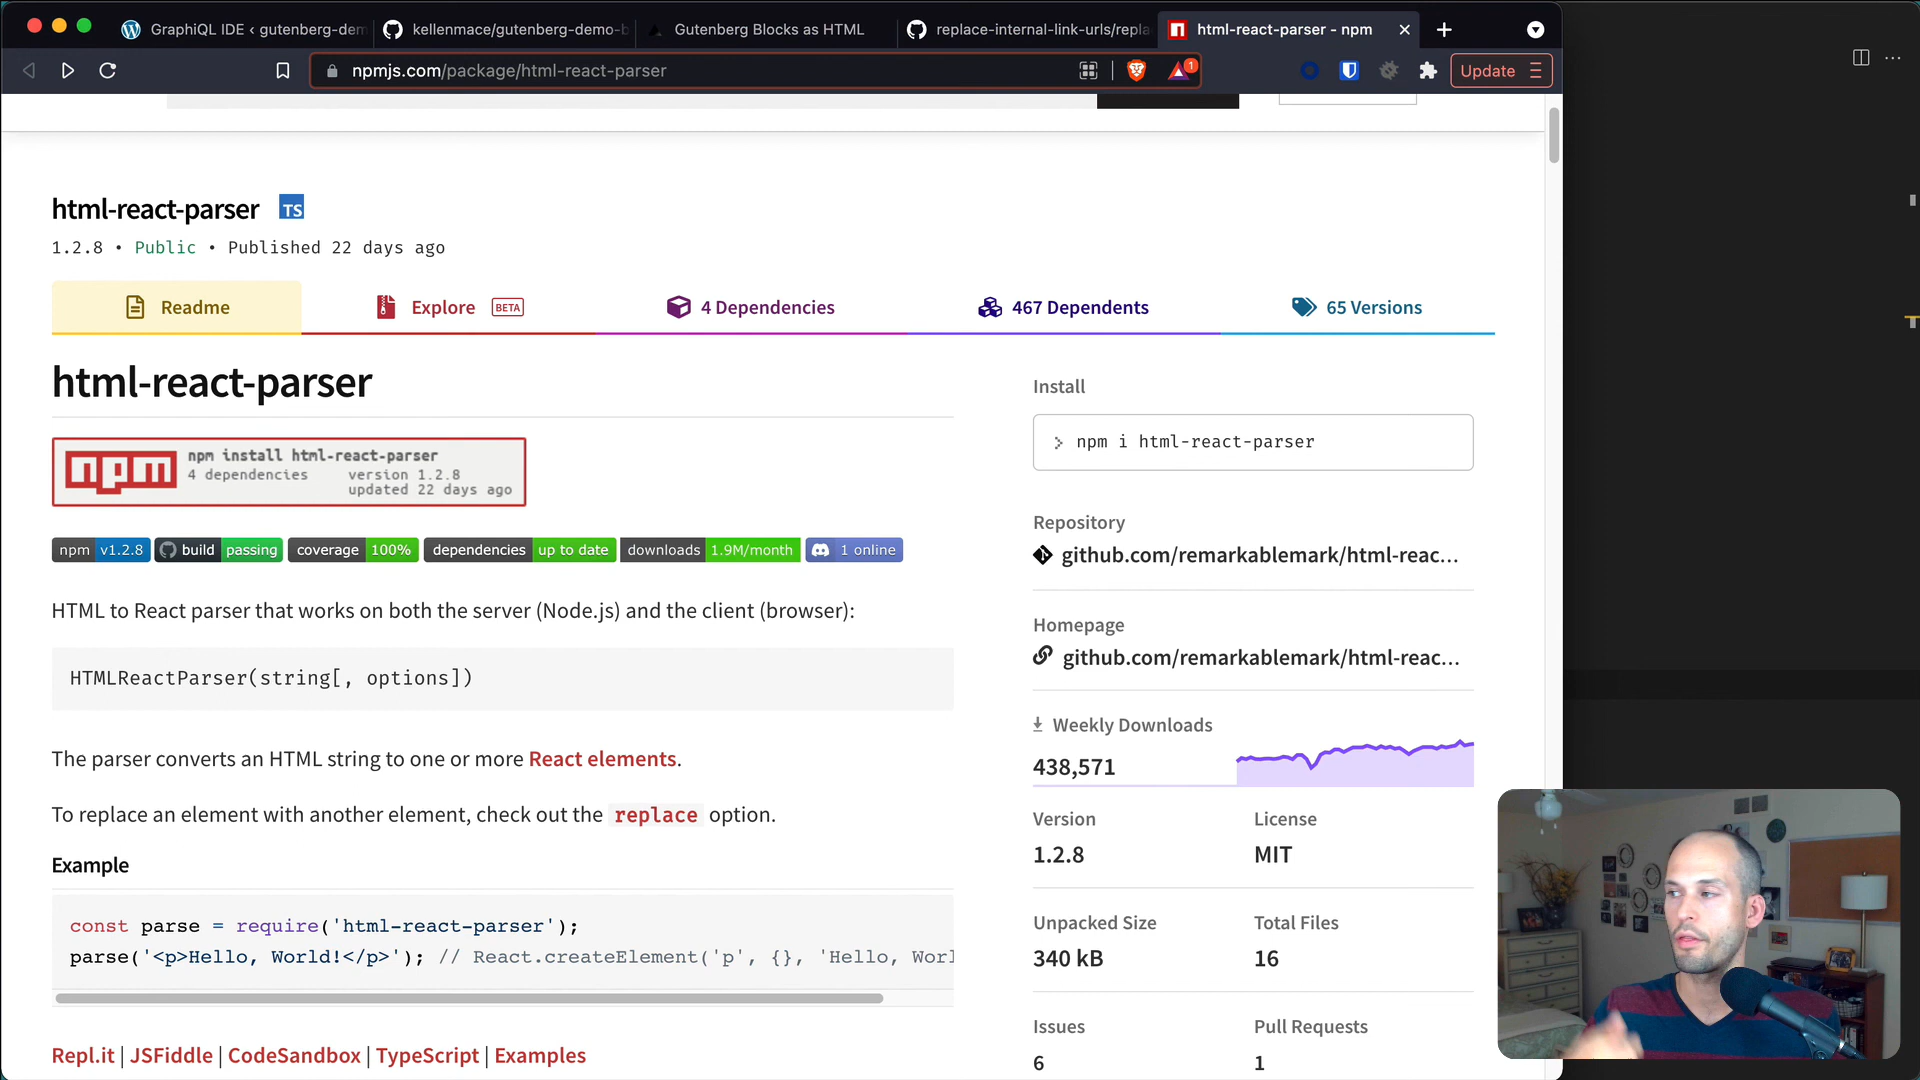 GraphiQL IDE ‹ gutenberg-dem
kellenmace/gutenberg-demo-b
Gutenberg Blocks as HTML
replace-internal-link-urls/repla
html-react-parser - npm
npmjs.com/package/html-react-parser
1
Update
html-react-parser TS
1.2.8 • Public • Published 22 days ago
Readme
Explore BETA
4 Dependencies
467 Dependents
65 Versions
html-react-parser
npm
npm install html-react-parser
4 dependencies version 1.2.8
updated 22 days ago
npm v1.2.8 build passing coverage 100% dependencies up to date downloads 1.9M/month 1 online
HTML to React parser that works on both the server (Node.js) and the client (browser):
HTMLReactParser(string[, options])
The parser converts an HTML string to one or more React elements.
To replace an element with another element, check out the replace option.
Example
const parse = require('html-react-parser');
parse('<p>Hello, World!</p>'); // React.createElement('p', {}, 'Hello, Worl
Repl.it | JSFiddle | CodeSandbox | TypeScript | Examples
Install
> npm i html-react-parser
Repository
github.com/remarkablemark/html-reac...
Homepage
github.com/remarkablemark/html-reac...
Weekly Downloads
438,571
Version License
1.2.8 MIT
Unpacked Size Total Files
340 kB 16
Issues Pull Requests
6 1